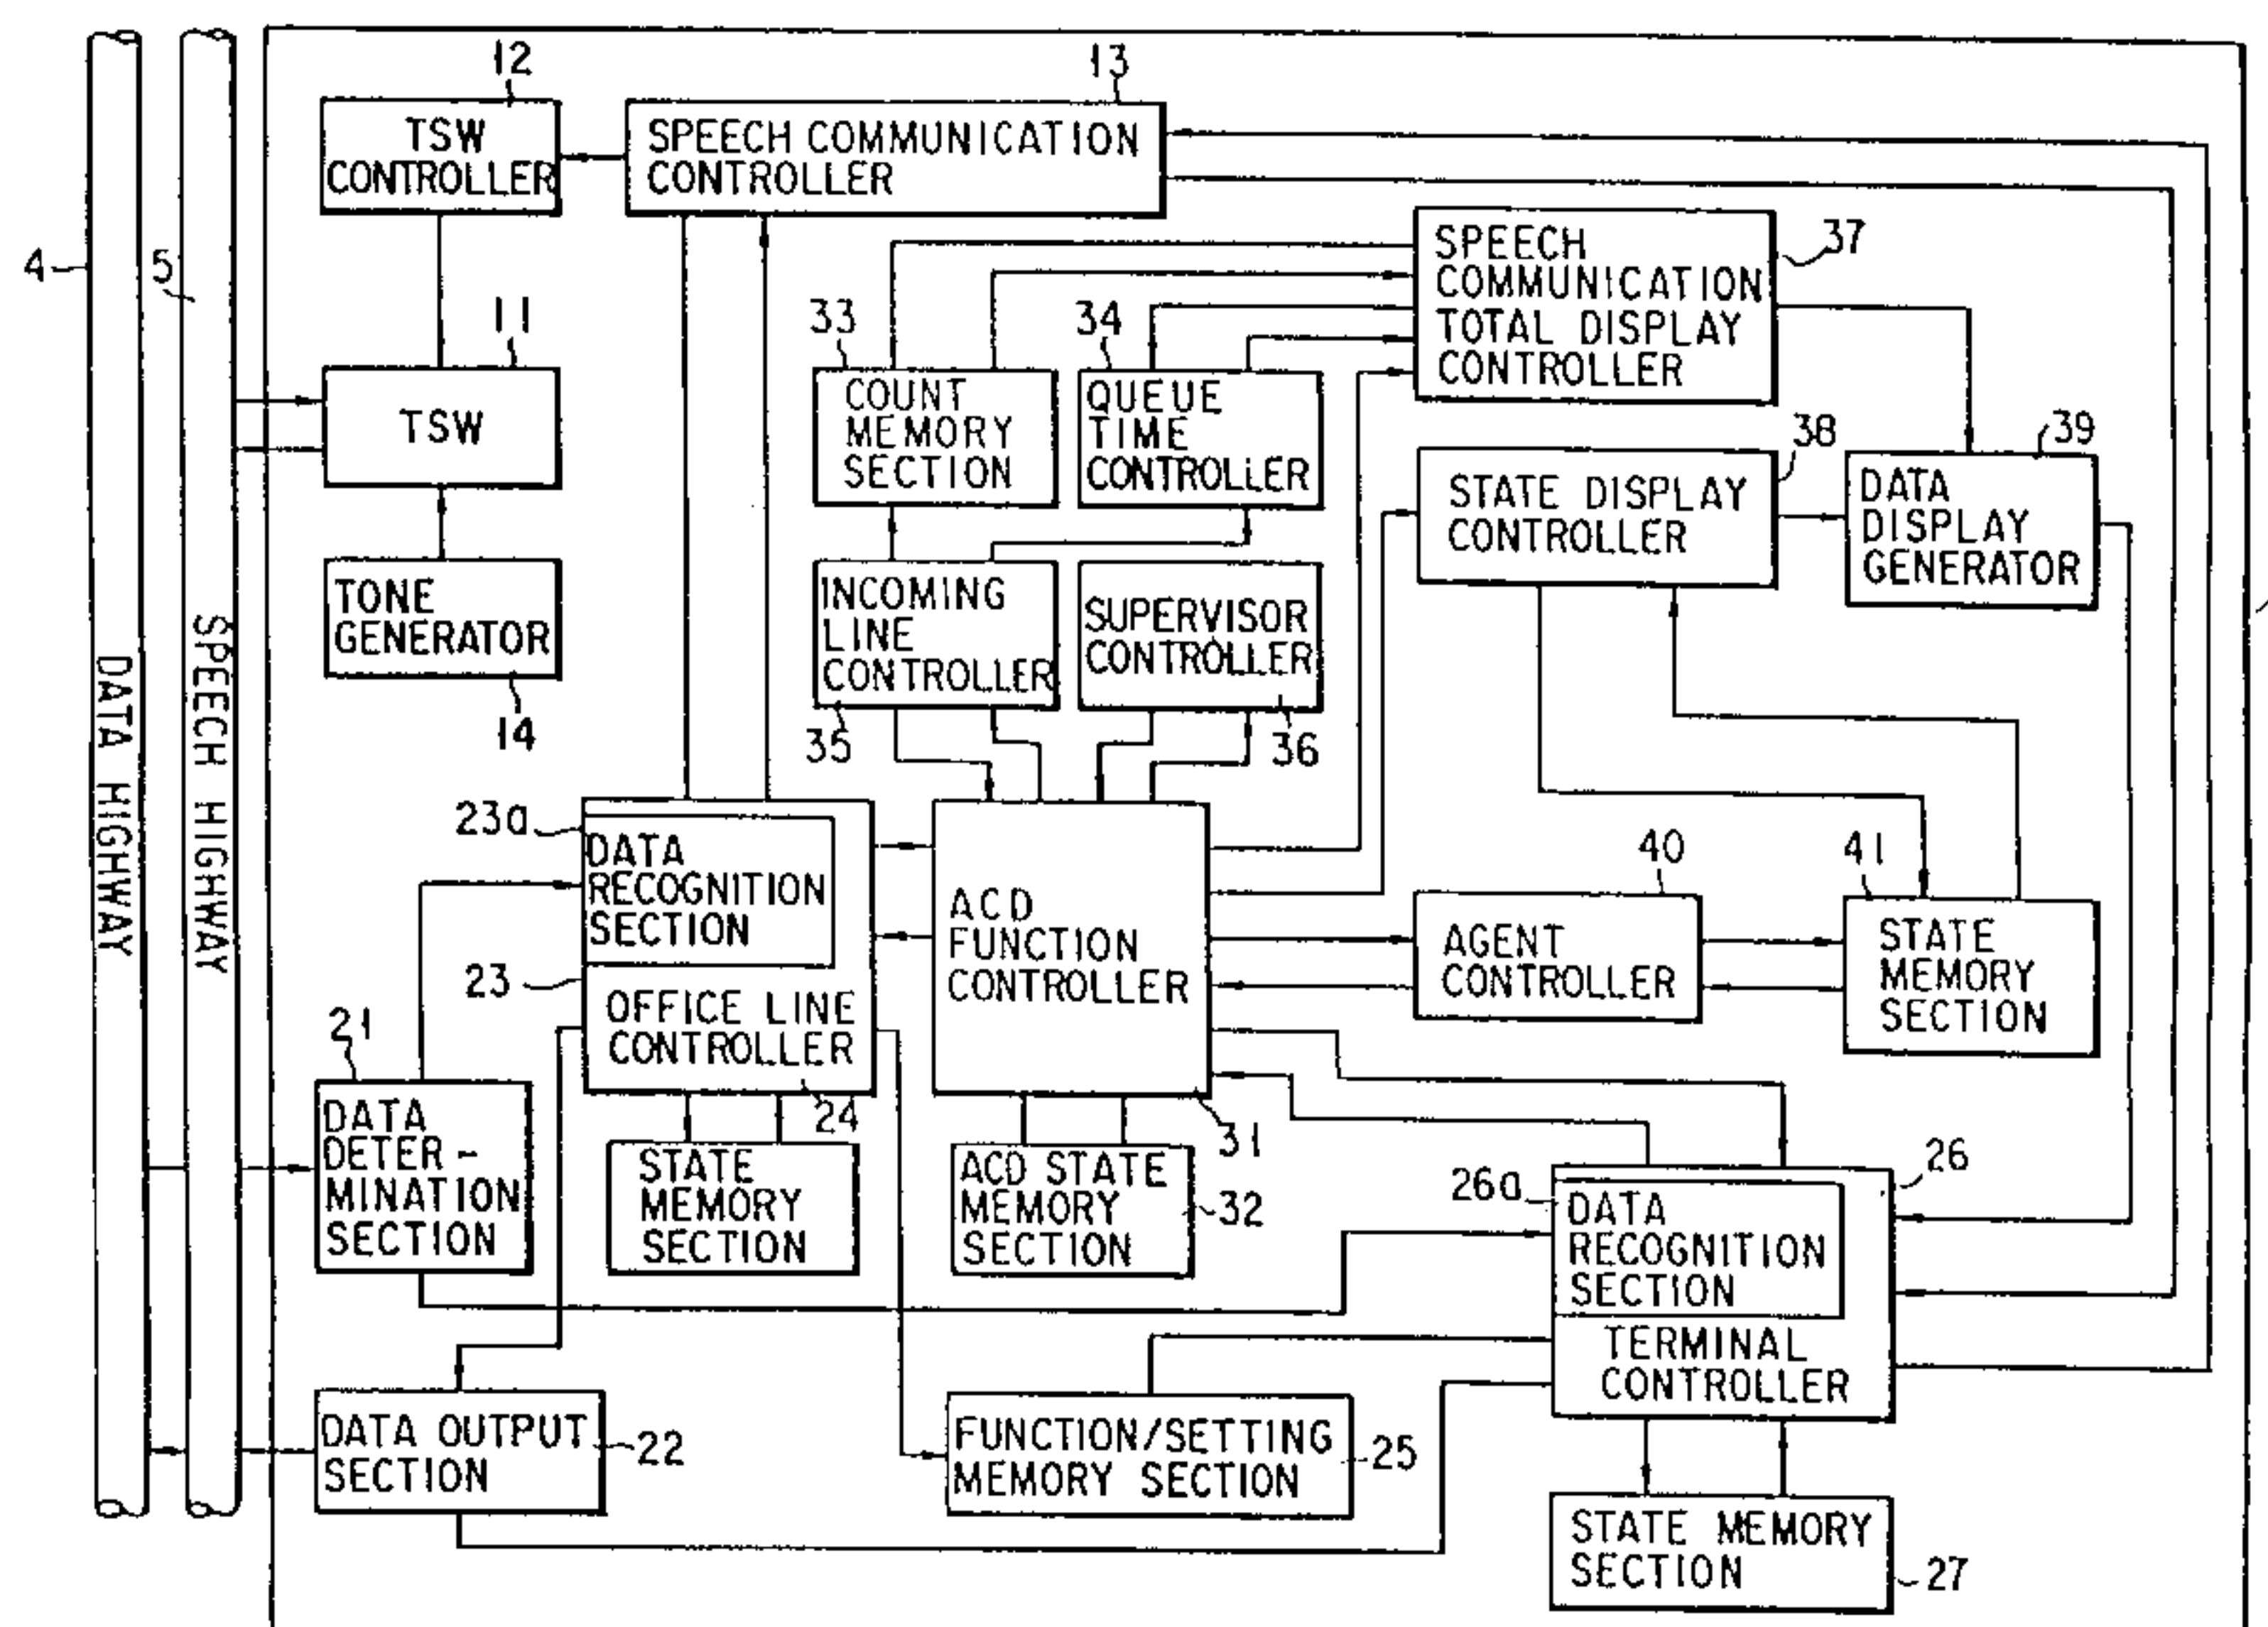 12
13
TSW
CONTROLLER
SPEECH COMMUNICATION
CONTROLLER
4
5
37
SPEECH
COMMUNICATION
TOTAL DISPLAY
CONTROLLER
11
33
34
TSW
COUNT
MEMORY
SECTION
QUEUE
TIME
CONTROLLER
38
39
STATE DISPLAY
CONTROLLER
DATA
DISPLAY
GENERATOR
TONE
GENERATOR
14
INCOMING
LINE
CONTROLLER
35
SUPERVISOR
CONTROLLER
36
DATA HIGHWAY
SPEECH HIGHWAY
23a
DATA
RECOGNITION
SECTION
23
OFFICE LINE
CONTROLLER
24
ACD
FUNCTION
CONTROLLER
31
40
41
AGENT
CONTROLLER
STATE
MEMORY
SECTION
21
DATA
DETER-
MINATION
SECTION
STATE
MEMORY
SECTION
ACD STATE
MEMORY
SECTION
32
26
26a
DATA
RECOGNITION
SECTION
TERMINAL
CONTROLLER
DATA OUTPUT
SECTION
22
FUNCTION/SETTING
MEMORY SECTION
25
STATE MEMORY
SECTION
27